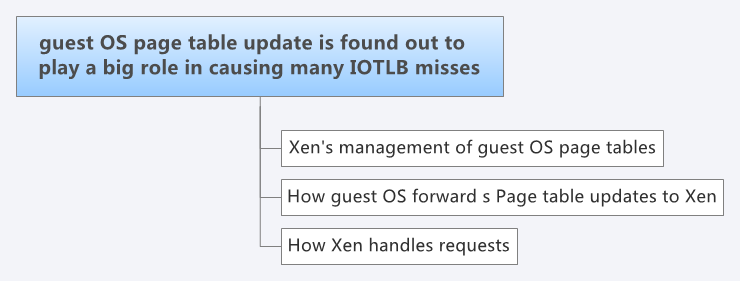 guest OS page table update is found out to
play a big role in causing many IOTLB misses
Xen's management of guest OS page tables
How guest OS forward s Page table updates to Xen
How Xen handles requests